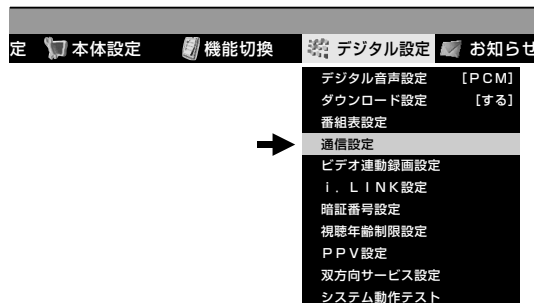 定 本体設定 機能切換 デジタル設定 お知らせ
デジタル音声設定 [PCM]
ダウンロード設定 [する]
番組表設定
通信設定
ビデオ連動録画設定
ｉ．ＬＩＮＫ設定
暗証番号設定
視聴年齢制限設定
ＰＰＶ設定
双方向サービス設定
システム動作テスト